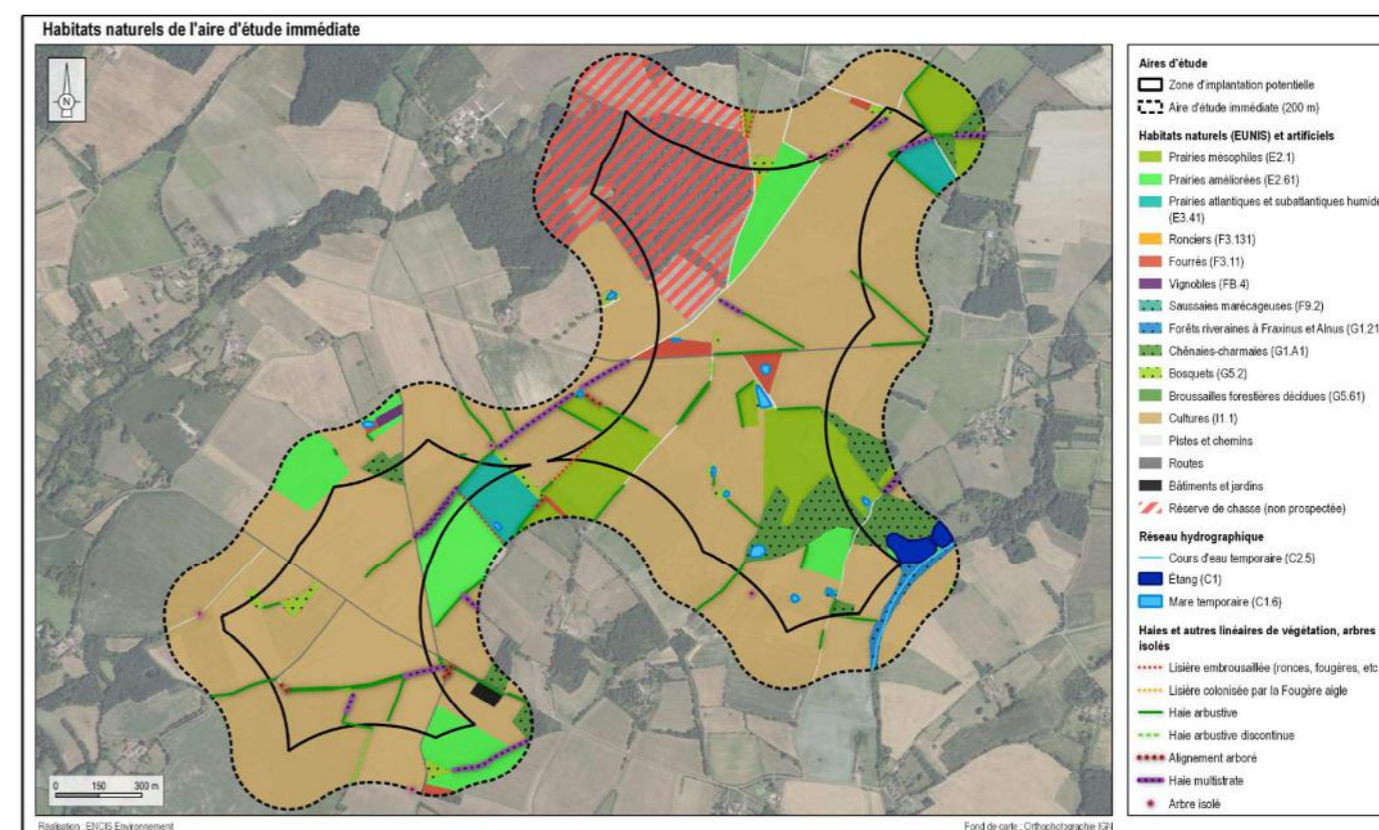 Habitats naturels de l'aire d'étude immédiate
N
0 150 300 m
Réalisation : ENCIS Environnement
Fond de carte : Orthophotographie IGN
Aires d'étude
Zone d'implantation potentielle
Aire d'étude immédiate (200 m)
Habitats naturels (EUNIS) et artificiels
Prairies mésophiles (E2.1)
Prairies améliorées (E2.61)
Prairies atlantiques et subatlantiques humide
(E3.41)
Ronciers (F3.131)
Fourrés (F3.11)
Vignobles (FB.4)
Saussaies marécageuses (F9.2)
Forêts riveraines à Fraxinus et Alnus (G1.21
Chênaies-charmaies (G1.A1)
Bosquets (G5.2)
Broussailles forestières décidues (G5.61)
Cultures (I1.1)
Pistes et chemins
Routes
Bâtiments et jardins
Réserve de chasse (non prospectée)
Réseau hydrographique
Cours d'eau temporaire (C2.5)
Étang (C1)
Mare temporaire (C1.6)
Haies et autres linéaires de végétation, arbres
isolés
Lisière embroussaillée (ronces, fougères, etc.
Lisière colonisée par la Fougère aigle
Haie arbustive
Haie arbustive discontinue
Alignement arboré
Haie multistrate
Arbre isolé